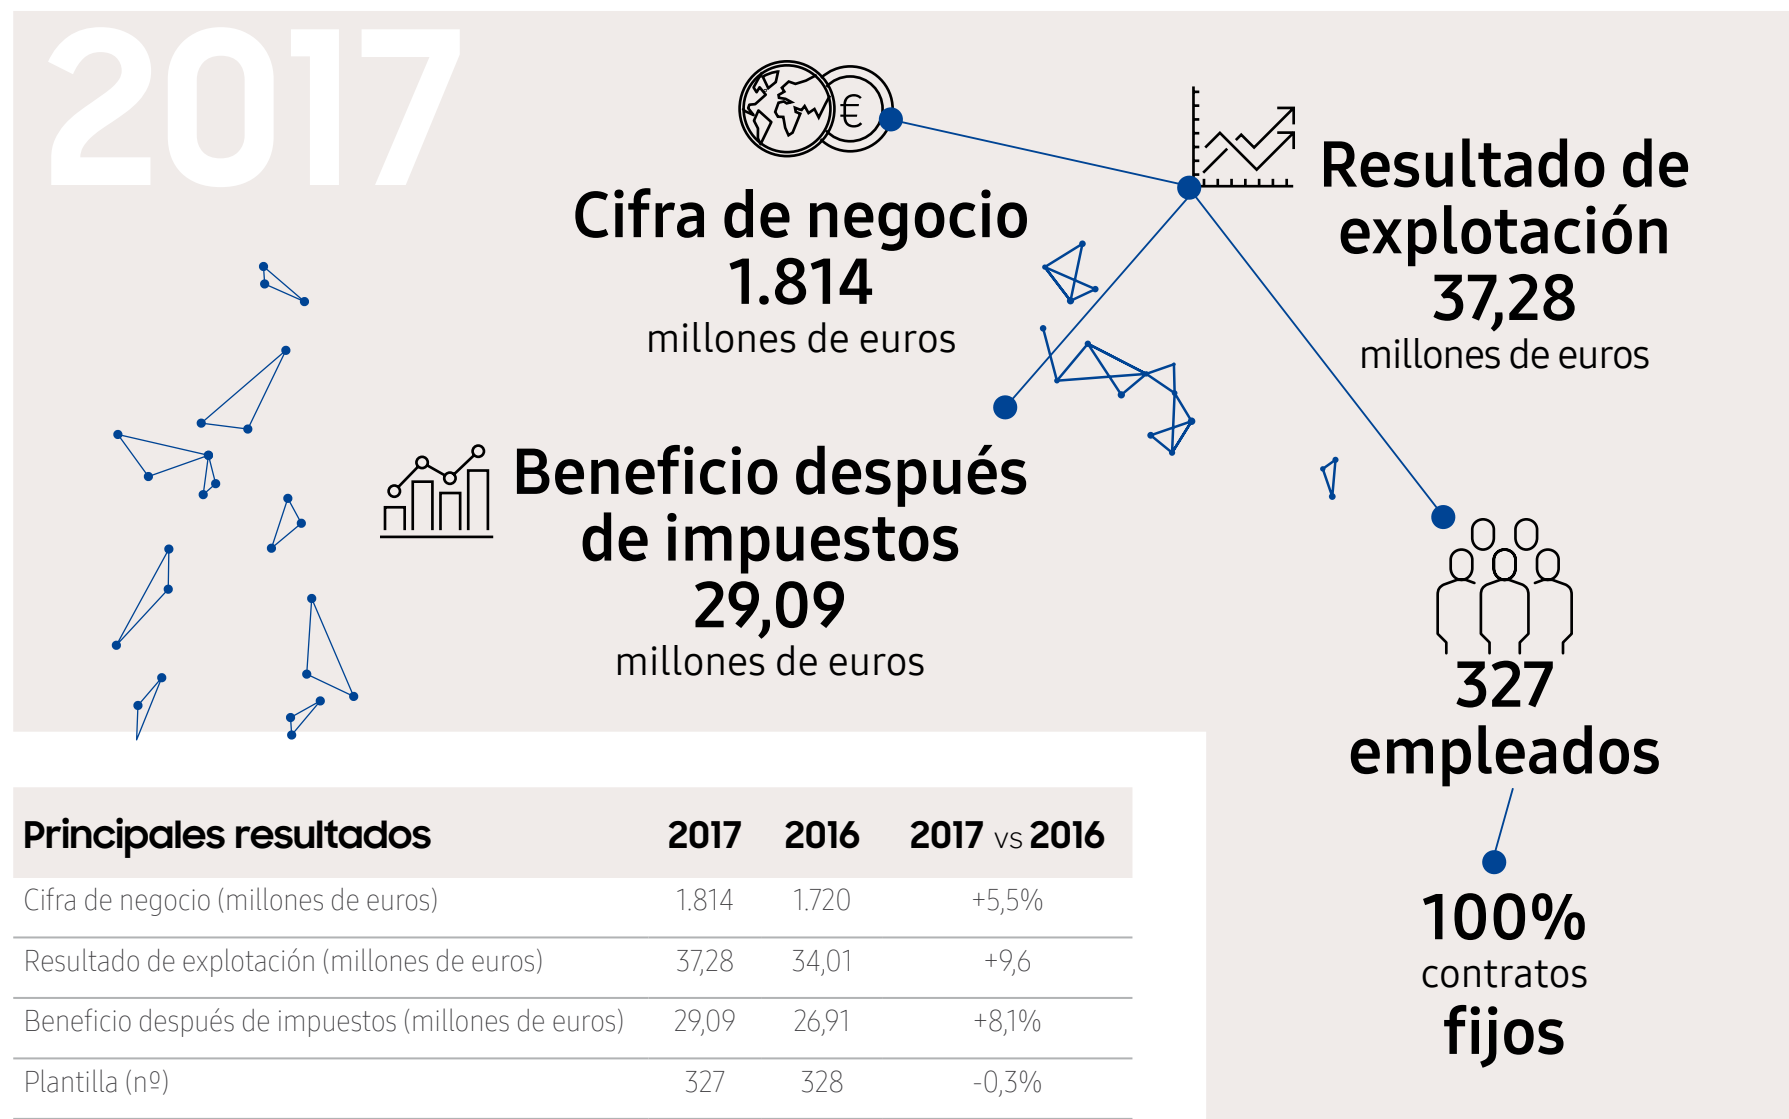 2017
€
Cifra de negocio
1.814
millones de euros
Resultado de
explotación
37,28
millones de euros
Beneficio después
de impuestos
29,09
millones de euros
327
empleados
100%
contratos
fijos
Principales resultados 2017 2016 2017 vs 2016
Cifra de negocio (millones de euros) 1.814 1.720 +5,5%
Resultado de explotación (millones de euros) 37,28 34,01 +9,6
Beneficio después de impuestos (millones de euros) 29,09 26,91 +8,1%
Plantilla (nº) 327 328 -0,3%